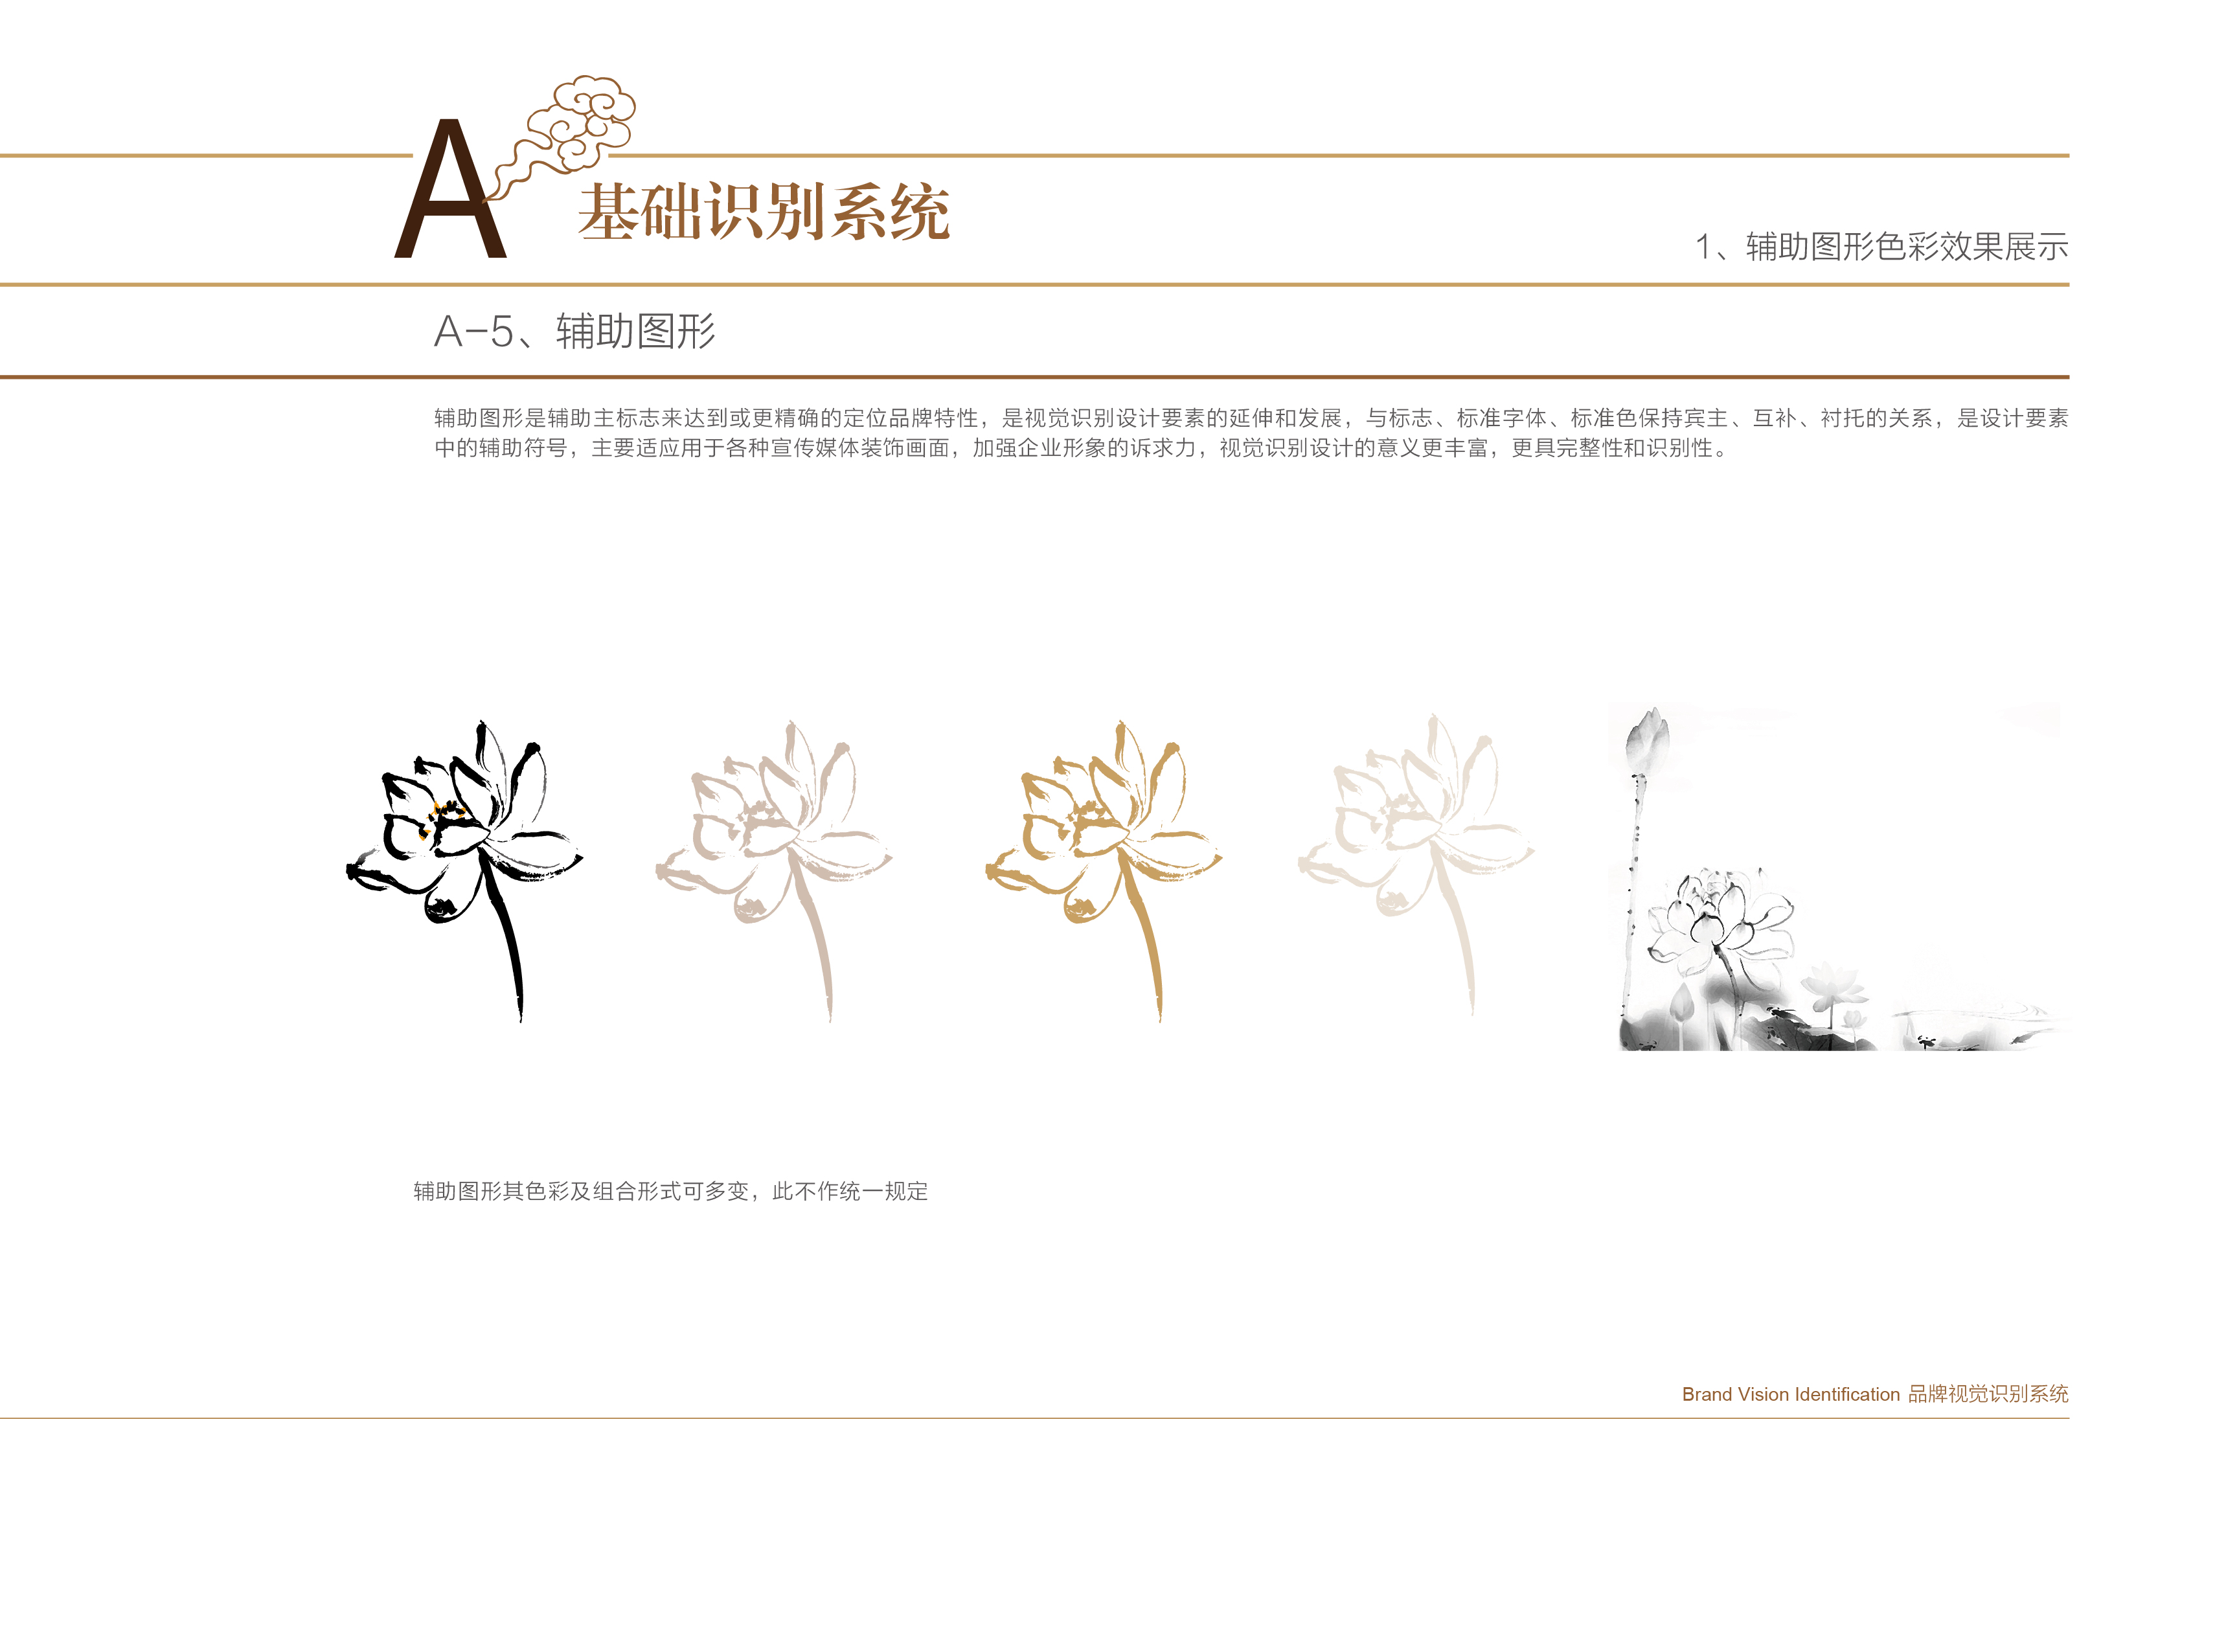 A
基础识别系统
1、辅助图形色彩效果展示
A-5、辅助图形
辅助图形是辅助主标志来达到或更精确的定位品牌特性，是视觉识别设计要素的延伸和发展，与标志、标准字体、标准色保持宾主、互补、衬托的关系，是设计要素
中的辅助符号，主要适应用于各种宣传媒体装饰画面，加强企业形象的诉求力，视觉识别设计的意义更丰富，更具完整性和识别性。
辅助图形其色彩及组合形式可多变，此不作统一规定
Brand Vision Identification 品牌视觉识别系统